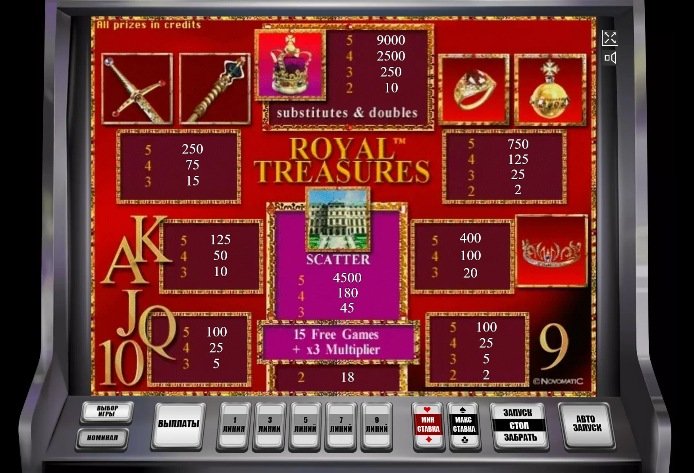 All prizes in credits
5 9000
4 2500
3 250
2 10
substitutes & doubles
5 250
4 75
3 15
ROYAL™
TREASURES
5 750
4 125
3 25
2 2
AK
5 125
4 50
3 10
SCATTER
5 4500
4 180
3 45
5 400
4 100
3 20
JQ
10
5 100
4 25
3 5
15 Free Games
+ x3 Multiplier
2 18
5 100
4 25
3 5
2 2
9
©NOVOMATIC
ВЫБОР
ИГРЫ
НОМИНАЛ
ВЫПЛАТЫ
1
ЛИНИЯ
3
ЛИНИИ
5
ЛИНИЙ
7
ЛИНИЙ
9
ЛИНИЙ
МИН
СТАВКА
МАКС
СТАВКА
ЗАПУСК
СТОП
ЗАБРАТЬ
АВТО
ЗАПУСК